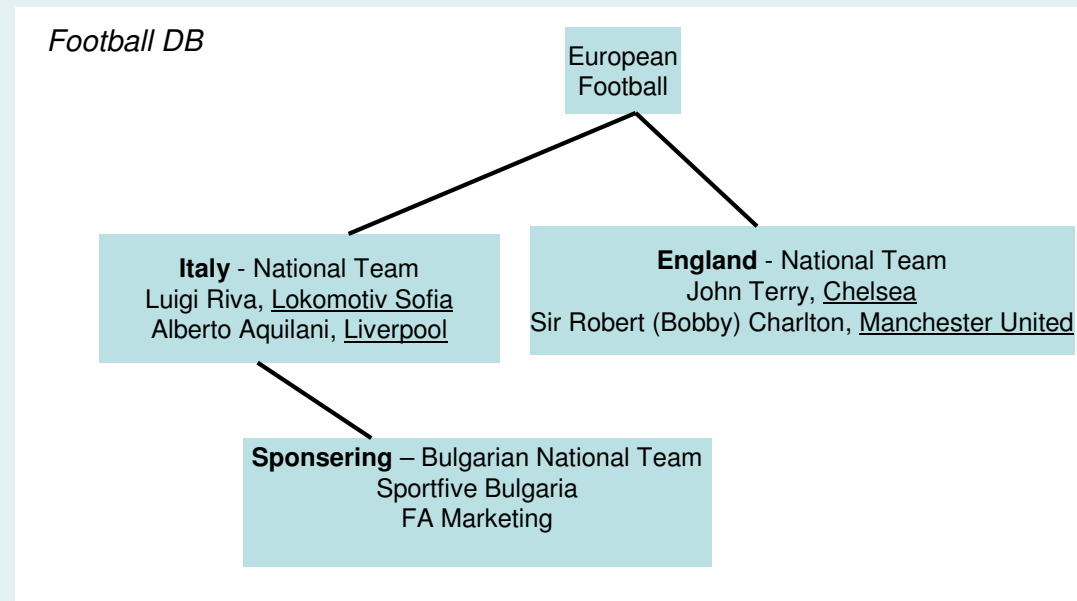 Football DB
European
Football
Italy - National Team
Luigi Riva, Lokomotiv Sofia
Alberto Aquilani, Liverpool
England - National Team
John Terry, Chelsea
Sir Robert (Bobby) Charlton, Manchester United
Sponsering – Bulgarian National Team
Sportfive Bulgaria
FA Marketing